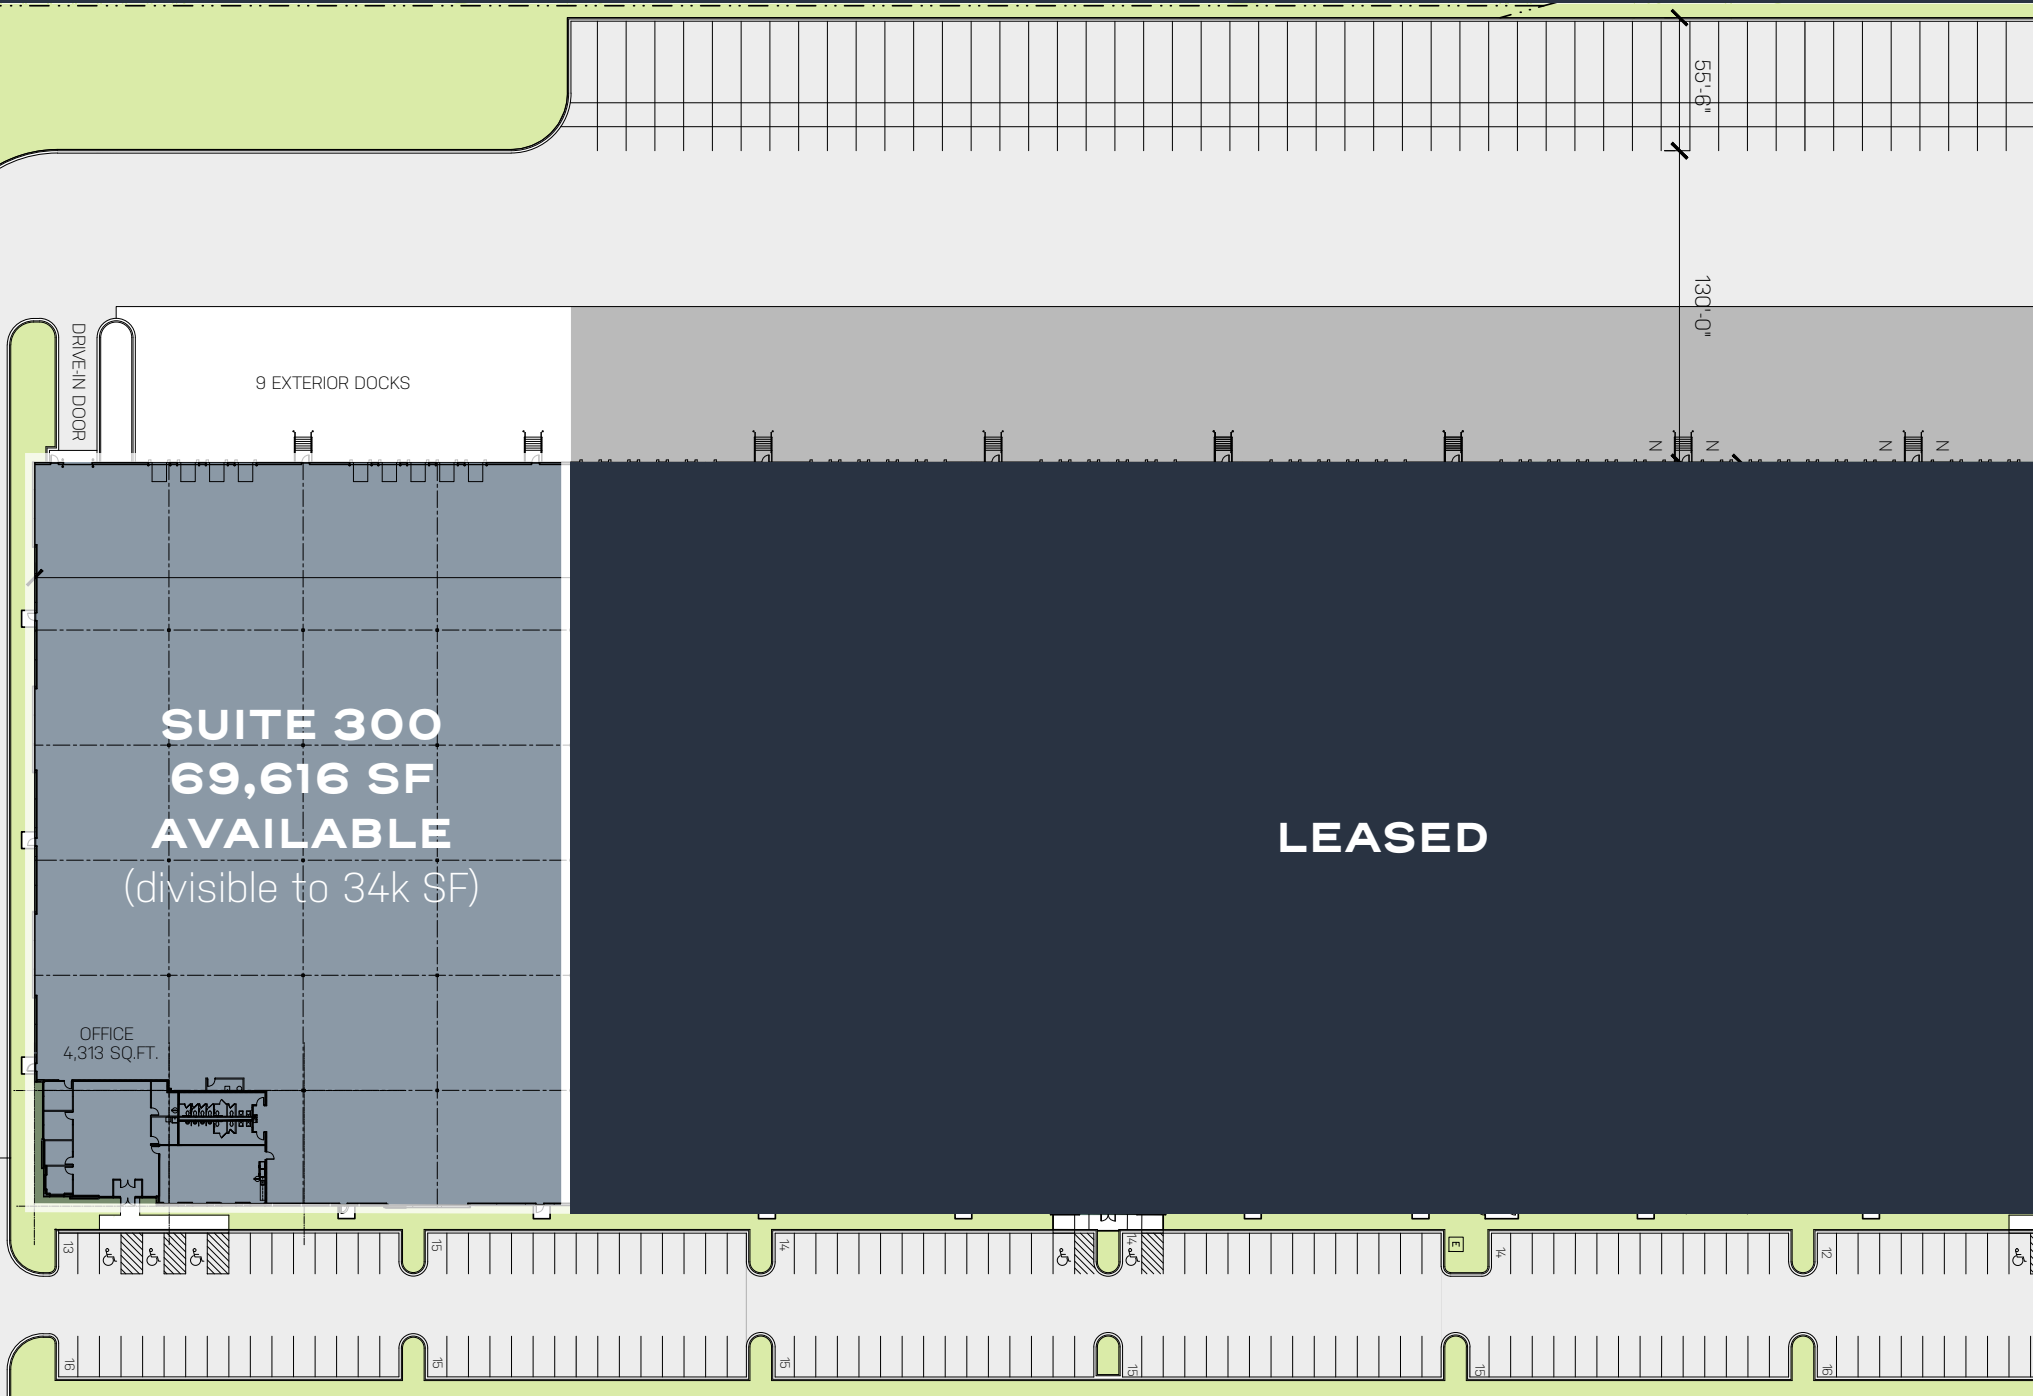 55'-6"
130'-0"
DRIVE-IN DOOR
9 EXTERIOR DOCKS
N
N
N
N
SUITE 300
69,616 SF
AVAILABLE
(divisible to 34k SF)
LEASED
OFFICE
4,313 SQ.FT.
13
15
14
14
E
14
12
16
15
15
15
15
16